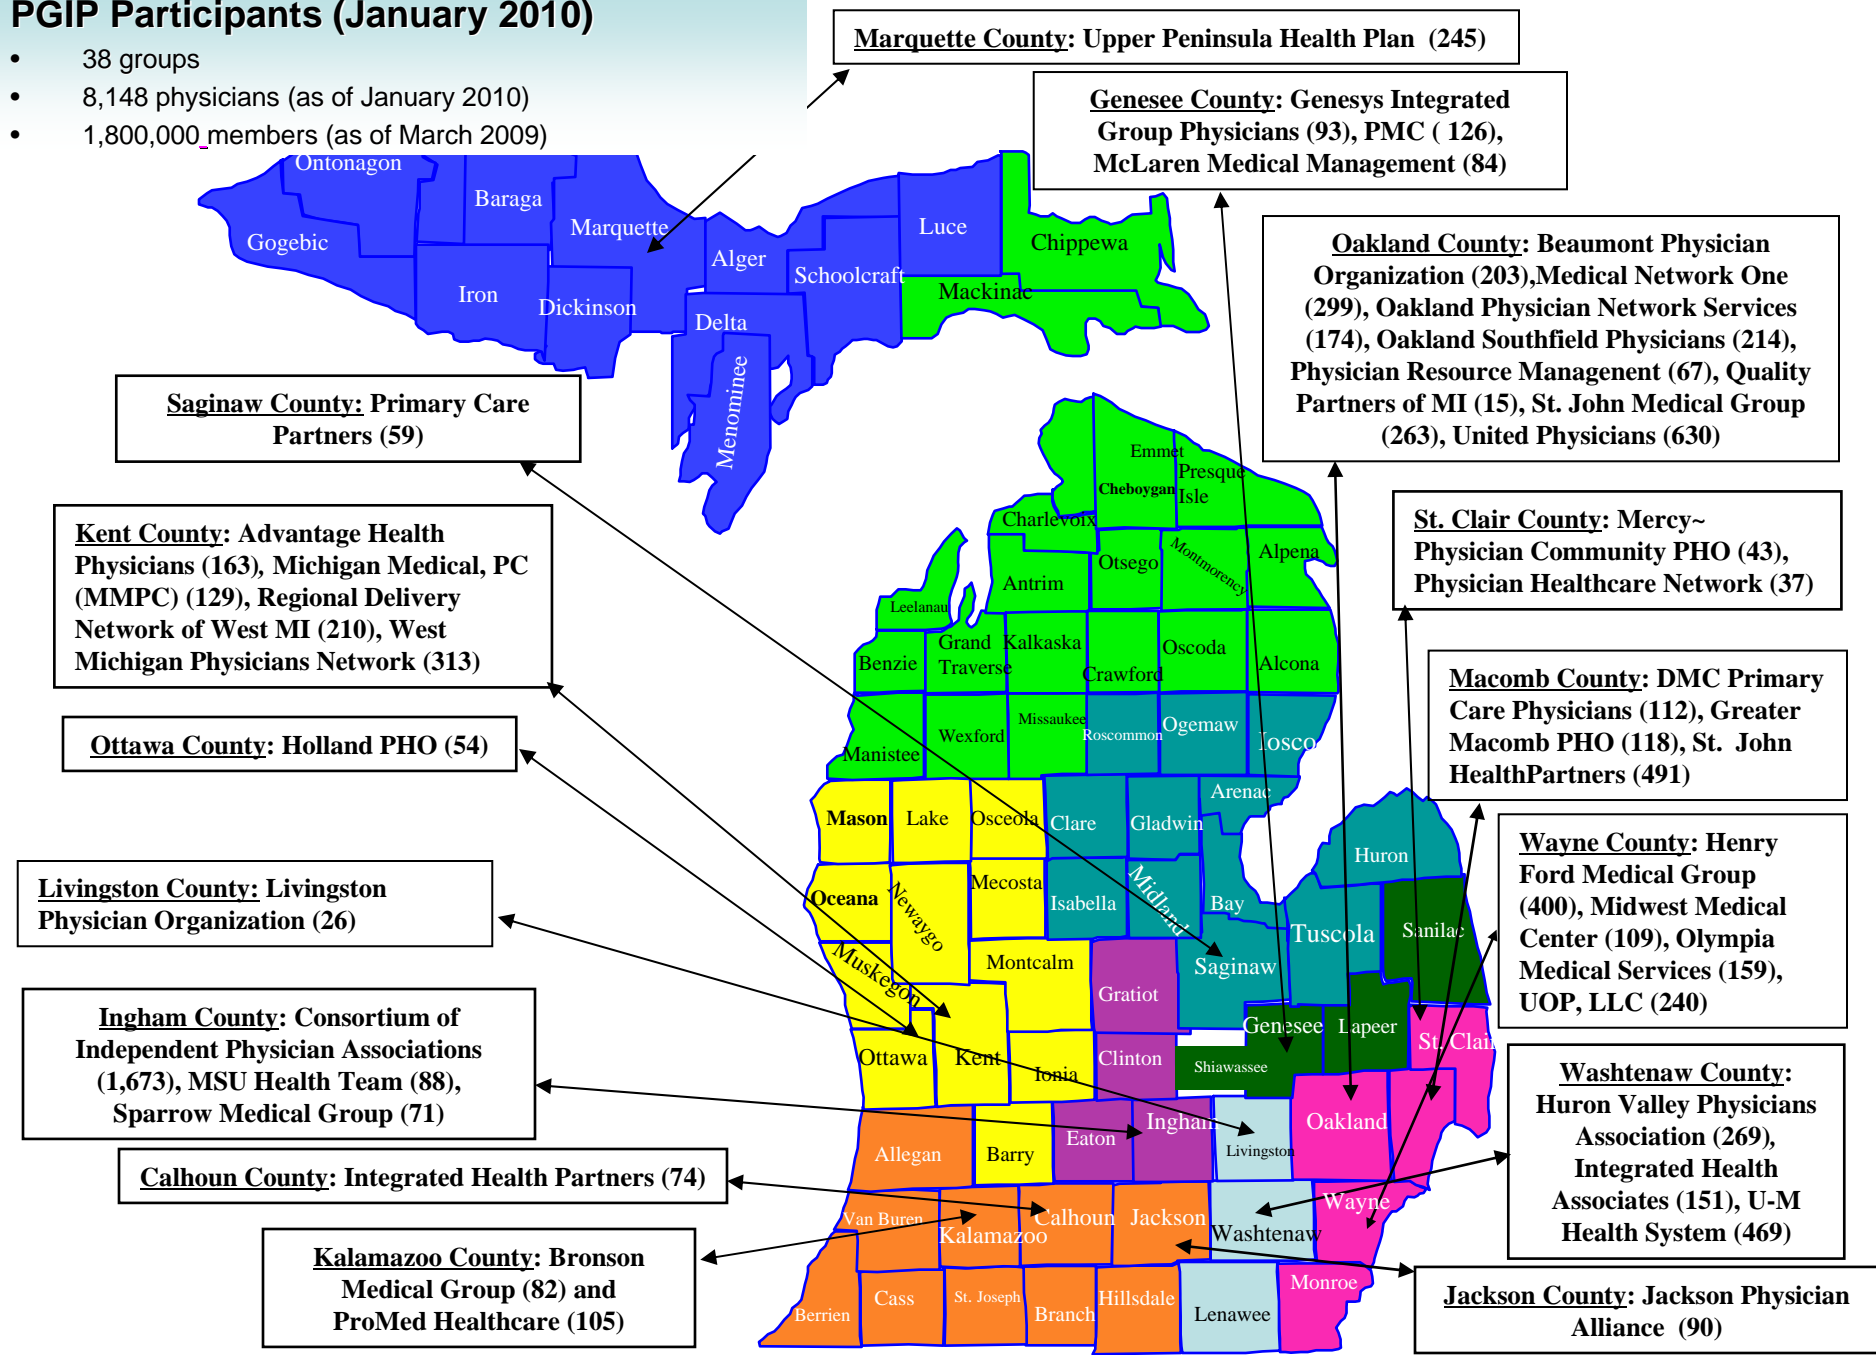 PGIP Participants (January 2010)
• 38 groups
• 8,148 physicians (as of January 2010)
• 1,800,000 members (as of March 2009)
Marquette County: Upper Peninsula Health Plan (245)
Genesee County: Genesys Integrated
Group Physicians (93), PMC ( 126),
McLaren Medical Management (84)
Oakland County: Beaumont Physician
Organization (203),Medical Network One
(299), Oakland Physician Network Services
(174), Oakland Southfield Physicians (214),
Physician Resource Managenent (67), Quality
Partners of MI (15), St. John Medical Group
(263), United Physicians (630)
Saginaw County: Primary Care
Partners (59)
Kent County: Advantage Health
Physicians (163), Michigan Medical, PC
(MMPC) (129), Regional Delivery
Network of West MI (210), West
Michigan Physicians Network (313)
St. Clair County: Mercy~
Physician Community PHO (43),
Physician Healthcare Network (37)
Macomb County: DMC Primary
Care Physicians (112), Greater
Macomb PHO (118), St. John
HealthPartners (491)
Ottawa County: Holland PHO (54)
Wayne County: Henry
Ford Medical Group
(400), Midwest Medical
Center (109), Olympia
Medical Services (159),
UOP, LLC (240)
Livingston County: Livingston
Physician Organization (26)
Ingham County: Consortium of
Independent Physician Associations
(1,673), MSU Health Team (88),
Sparrow Medical Group (71)
Washtenaw County:
Huron Valley Physicians
Association (269),
Integrated Health
Associates (151), U-M
Health System (469)
Calhoun County: Integrated Health Partners (74)
Kalamazoo County: Bronson
Medical Group (82) and
ProMed Healthcare (105)
Jackson County: Jackson Physician
Alliance (90)
Ontonagon
Baraga
Gogebic
Marquette
Iron
Dickinson
Alger
Delta
Menominee
Schoolcraft
Luce
Chippewa
Mackinac
Emmet
Cheboygan
Presque
Isle
Charlevoix
Antrim
Otsego
Montmorency
Alpena
Leelanau
Benzie
Grand
Traverse
Kalkaska
Crawford
Oscoda
Alcona
Manistee
Wexford
Missaukee
Roscommon
Ogemaw
Iosco
Arenac
Mason
Lake
Osceola
Clare
Gladwin
Huron
Oceana
Newaygo
Mecosta
Isabella
Midland
Bay
Tuscola
Sanilac
Muskegon
Montcalm
Gratiot
Saginaw
Genesee
Lapeer
St. Clair
Ottawa
Kent
Ionia
Clinton
Shiawassee
Allegan
Barry
Eaton
Ingham
Livingston
Oakland
Van Buren
Kalamazoo
Calhoun
Jackson
Washtenaw
Wayne
Berrien
Cass
St. Joseph
Branch
Hillsdale
Lenawee
Monroe